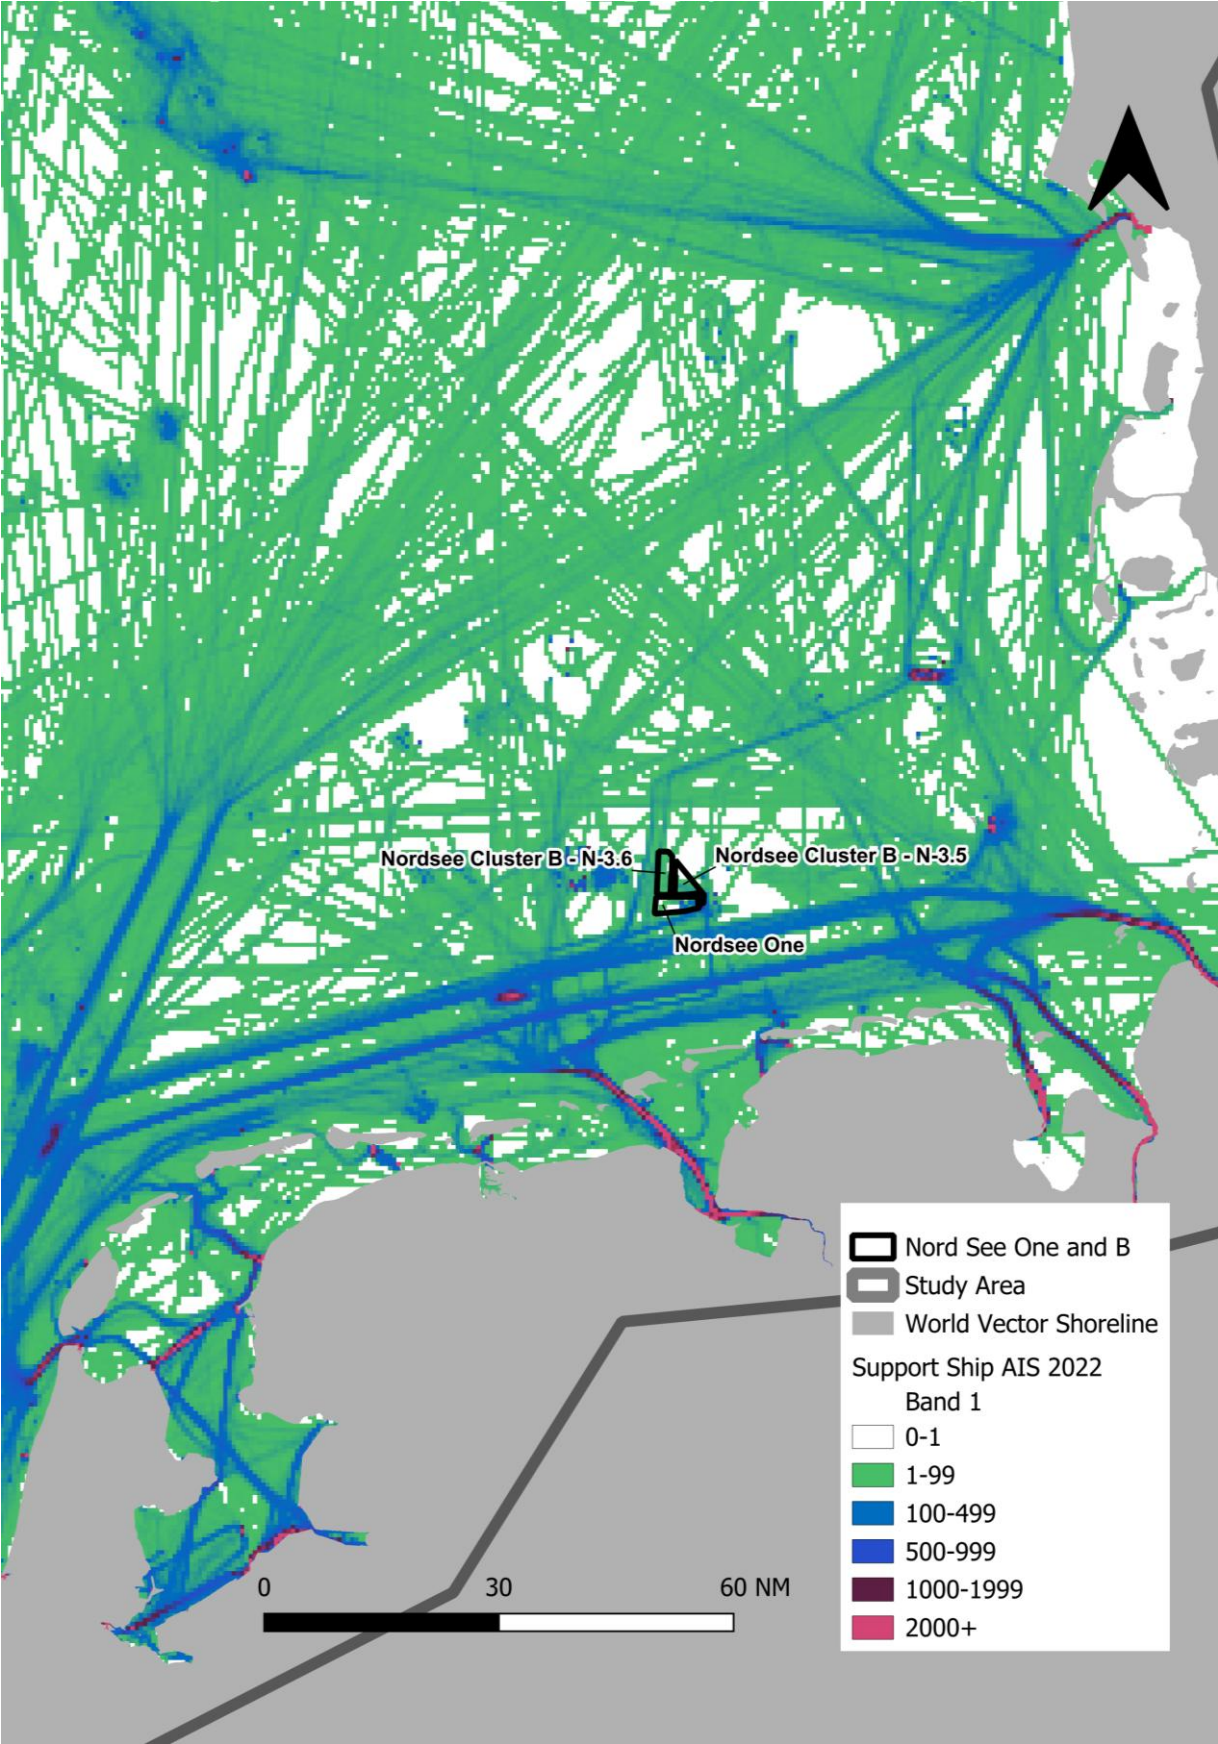 Nordsee Cluster B - N-3.6
Nordsee Cluster B - N-3.5
Nordsee One
Nord See One and B
Study Area
World Vector Shoreline
Support Ship AIS 2022
Band 1
0-1
1-99
100-499
500-999
1000-1999
2000+
0 30 60 NM